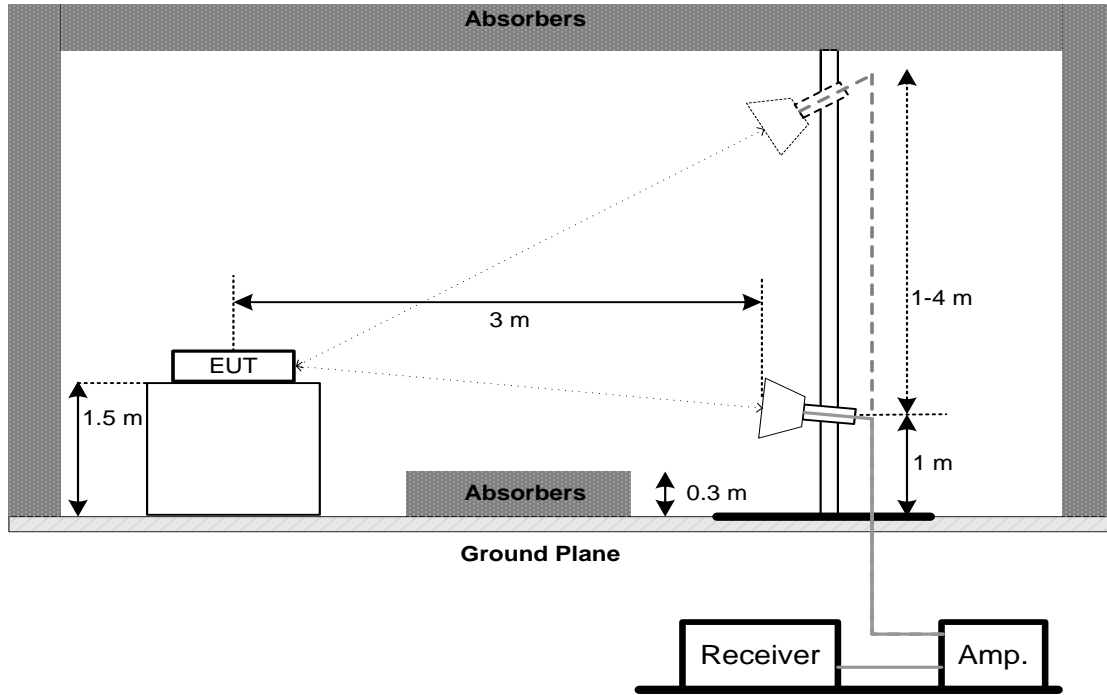 Absorbers
1-4 m
3 m
EUT
1.5 m
1 m
Absorbers
0.3 m
Ground Plane
Receiver
Amp.